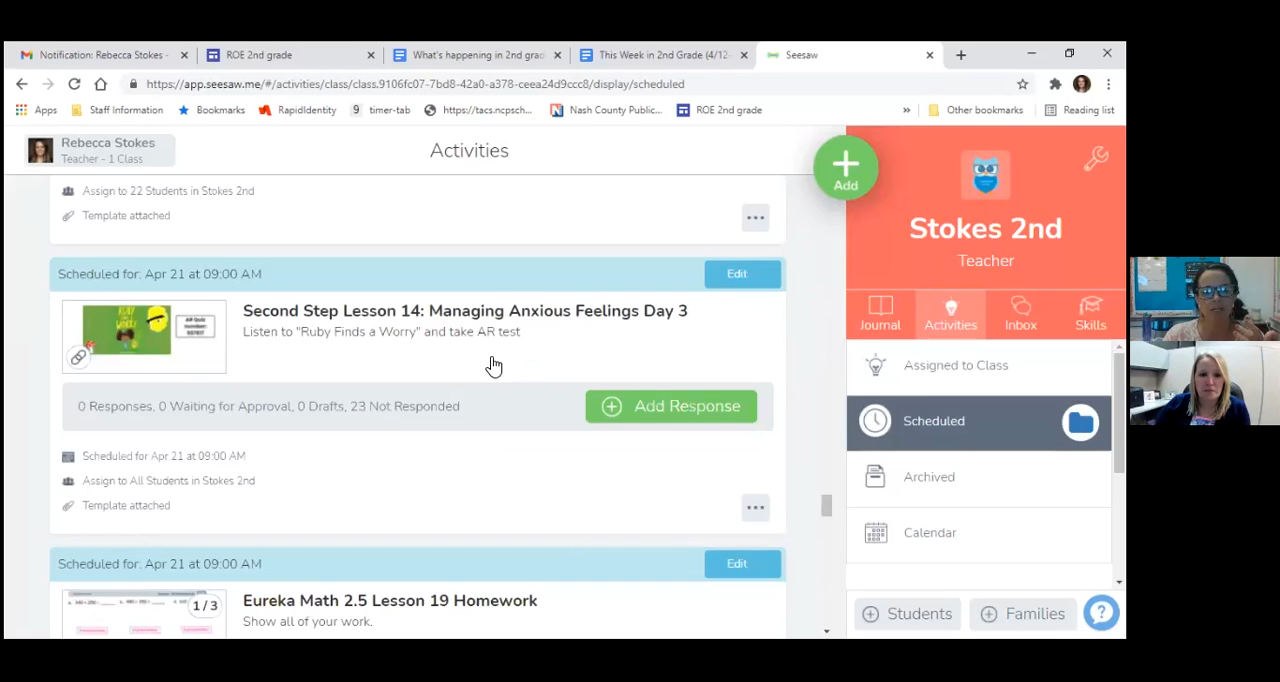 Notification: Rebecca Stokes -
ROE 2nd grade
What's happening in 2nd grad
This Week in 2nd Grade (4/12-
Seesaw
https://app.seesaw.me/#/activities/class/class.9106fc07-7bd8-42a0-a378-ceea24d9ccc8/display/scheduled
Apps
Staff Information
Bookmarks
RapidIdentity
9 timer-tab
https://tacs.ncpsch...
Nash County Public...
ROE 2nd grade
»
Other bookmarks
Reading list
Rebecca Stokes
Teacher - 1 Class
Activities
Add
Assign to 22 Students in Stokes 2nd
Template attached
Scheduled for: Apr 21 at 09:00 AM
Edit
Second Step Lesson 14: Managing Anxious Feelings Day 3
Listen to "Ruby Finds a Worry" and take AR test
AR Quiz
number:
0 Responses, 0 Waiting for Approval, 0 Drafts, 23 Not Responded
Add Response
Scheduled for Apr 21 at 09:00 AM
Assign to All Students in Stokes 2nd
Template attached
Scheduled for: Apr 21 at 09:00 AM
Edit
1 / 3
Eureka Math 2.5 Lesson 19 Homework
Show all of your work.
Stokes 2nd
Teacher
Journal
Activities
Inbox
Skills
Assigned to Class
Scheduled
Archived
Calendar
Students
Families
?